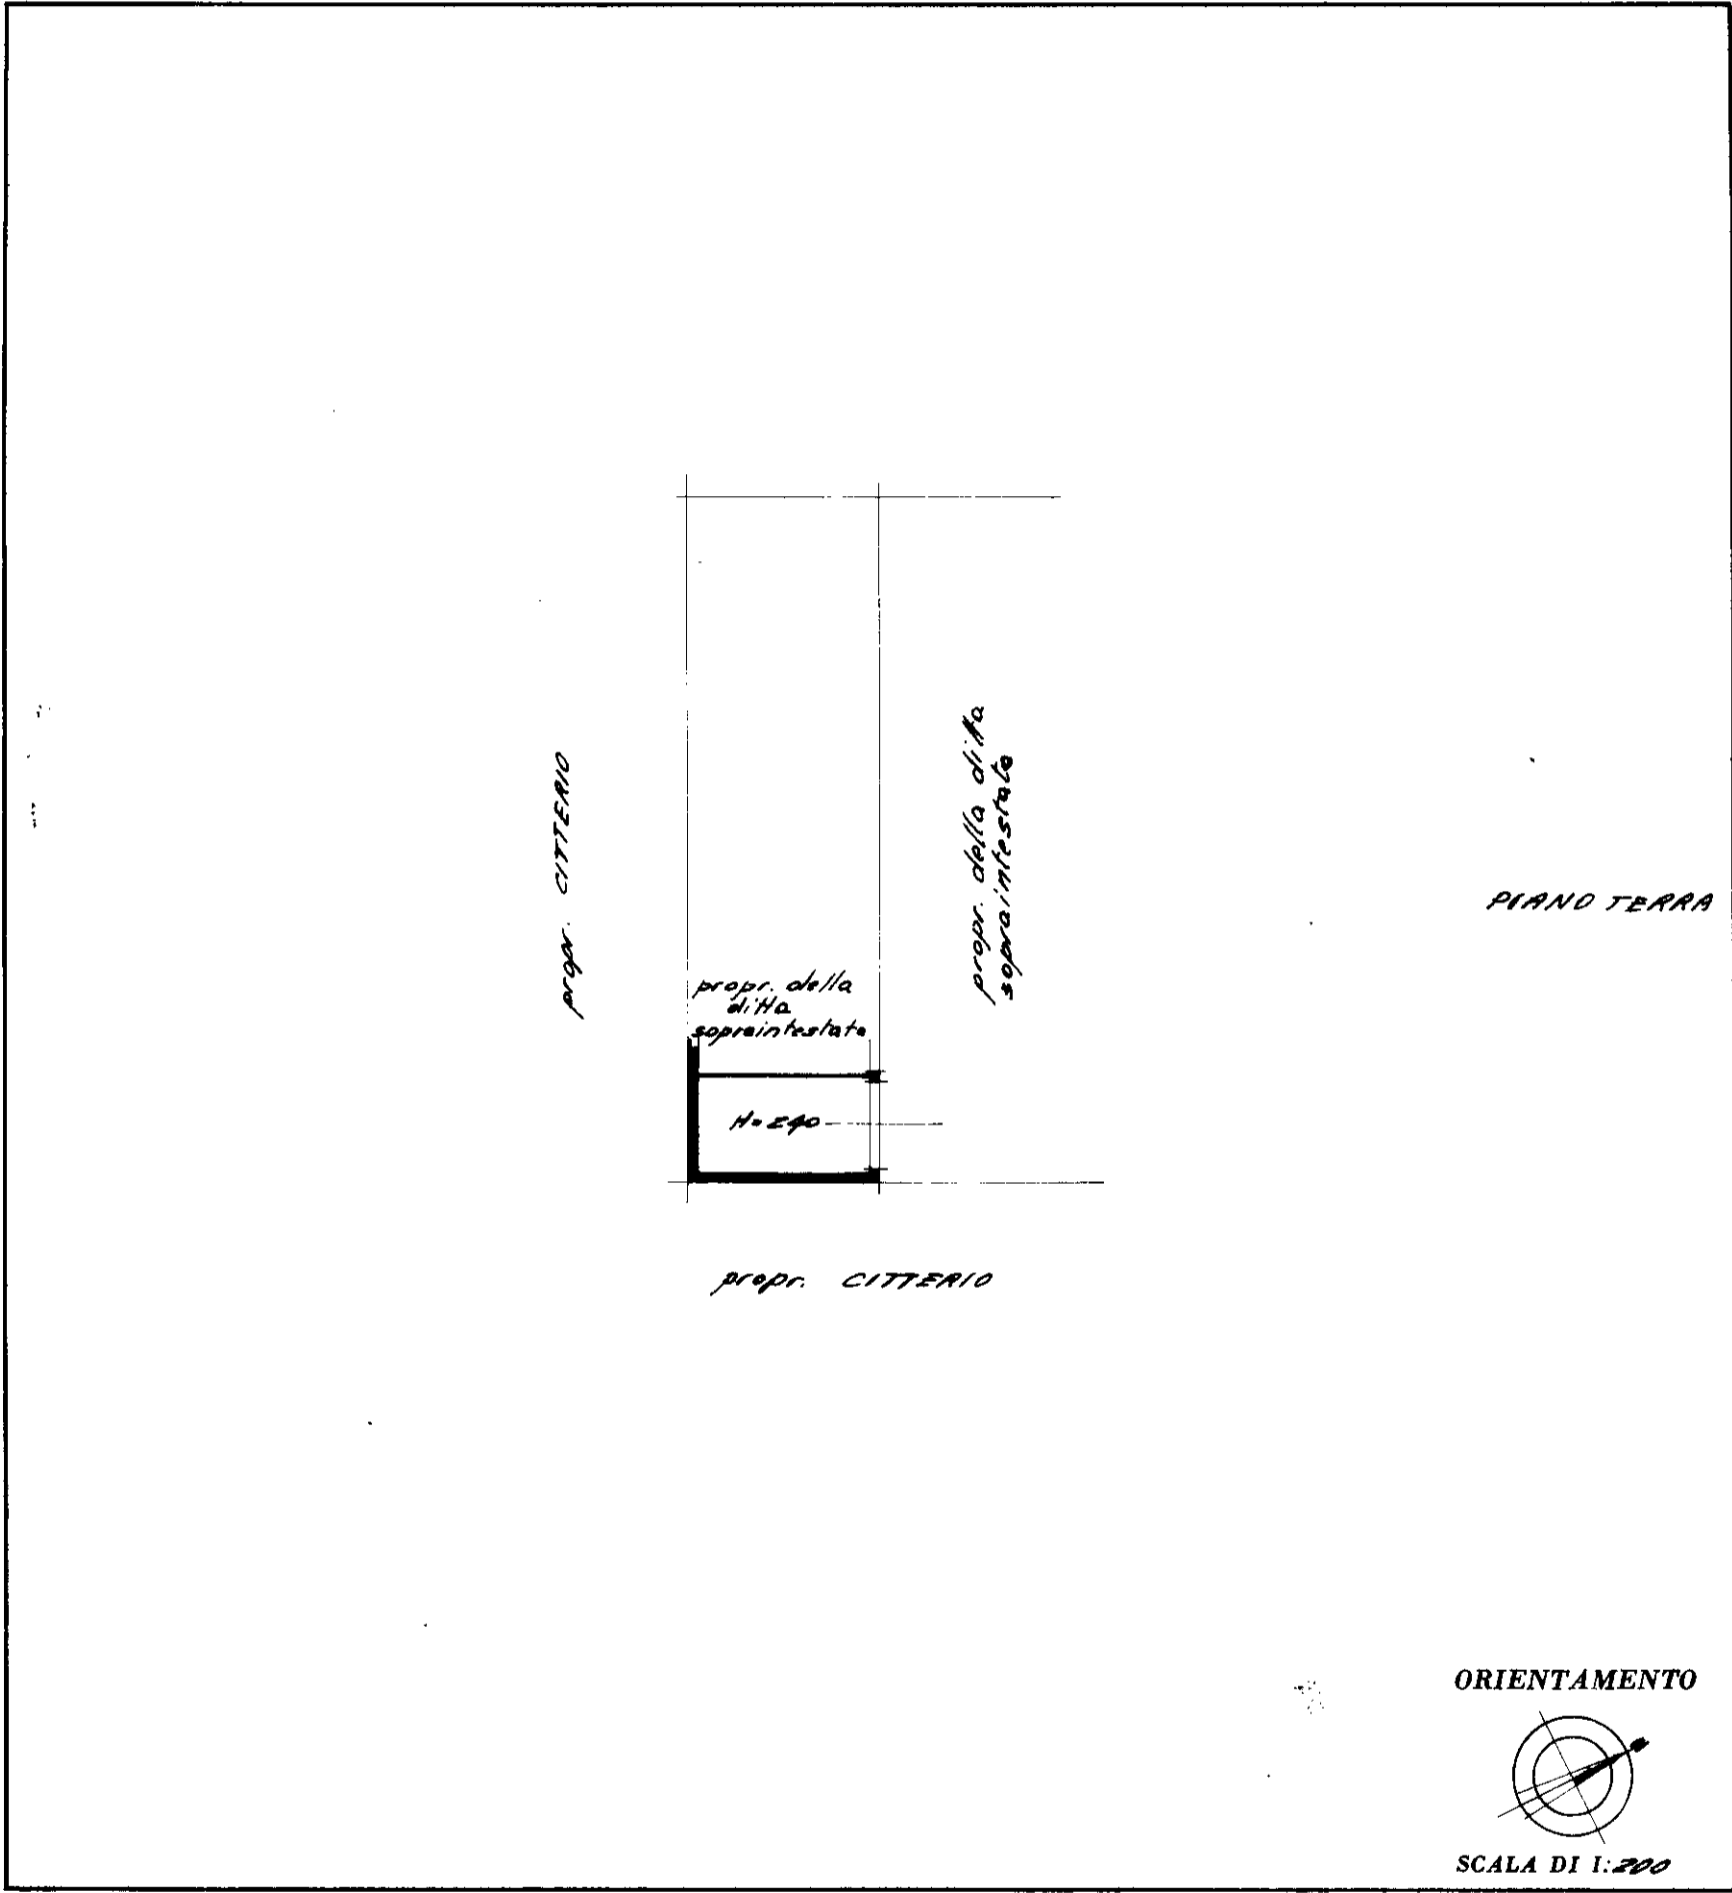 propr. CITTERIO
propr. della ditta
sopraintestata
PIANO TERRA
propr. della
ditta
sopraintestata
H=240
propr. CITTERIO
ORIENTAMENTO
N
SCALA DI 1:200